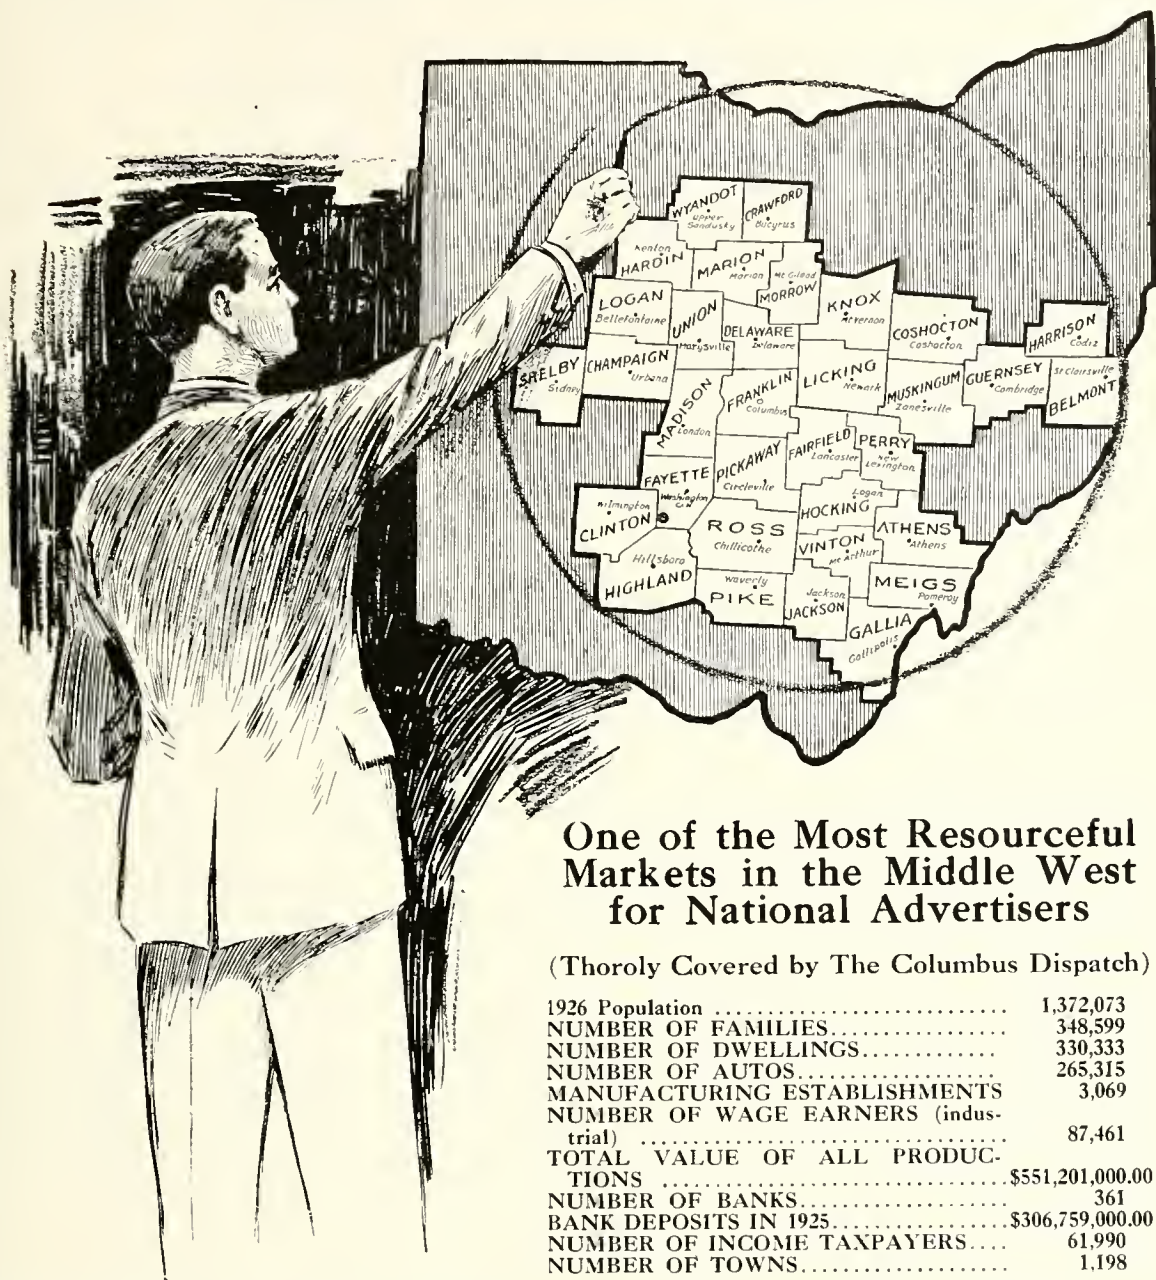 WYANDOT
Upper
Sandusky
CRAWFORD
Bucyrus
Kenton
HARDIN
MARION
Marion
Mt Gilead
MORROW
LOGAN
Bellefontaine
UNION
Marysville
DELAWARE
Delaware
KNOX
Mt Vernon
COSHOCTON
Coshocton
HARRISON
Cadiz
SHELBY
Sidney
CHAMPAIGN
Urbana
MADISON
London
FRANKLIN
Columbus
LICKING
Newark
MUSKINGUM
Zanesville
GUERNSEY
Cambridge
St Clairsville
BELMONT
FAYETTE
Washington
C.H.
PICKAWAY
Circleville
FAIRFIELD
Lancaster
PERRY
New
Lexington
Wilmington
CLINTON
Hillsboro
HIGHLAND
ROSS
Chillicothe
Logan
HOCKING
VINTON
McArthur
ATHENS
Athens
Waverly
PIKE
Jackson
JACKSON
MEIGS
Pomeroy
GALLIA
Gallipolis
One of the Most Resourceful
Markets in the Middle West
for National Advertisers
(Thoroly Covered by The Columbus Dispatch)
1926 Population ............................ 1,372,073
NUMBER OF FAMILIES................. 348,599
NUMBER OF DWELLINGS............. 330,333
NUMBER OF AUTOS................... 265,315
MANUFACTURING ESTABLISHMENTS 3,069
NUMBER OF WAGE EARNERS (indus-
trial) ................................... 87,461
TOTAL VALUE OF ALL PRODUC-
TIONS .................................$551,201,000.00
NUMBER OF BANKS.................... 361
BANK DEPOSITS IN 1925.................$306,759,000.00
NUMBER OF INCOME TAXPAYERS.... 61,990
NUMBER OF TOWNS.................... 1,198